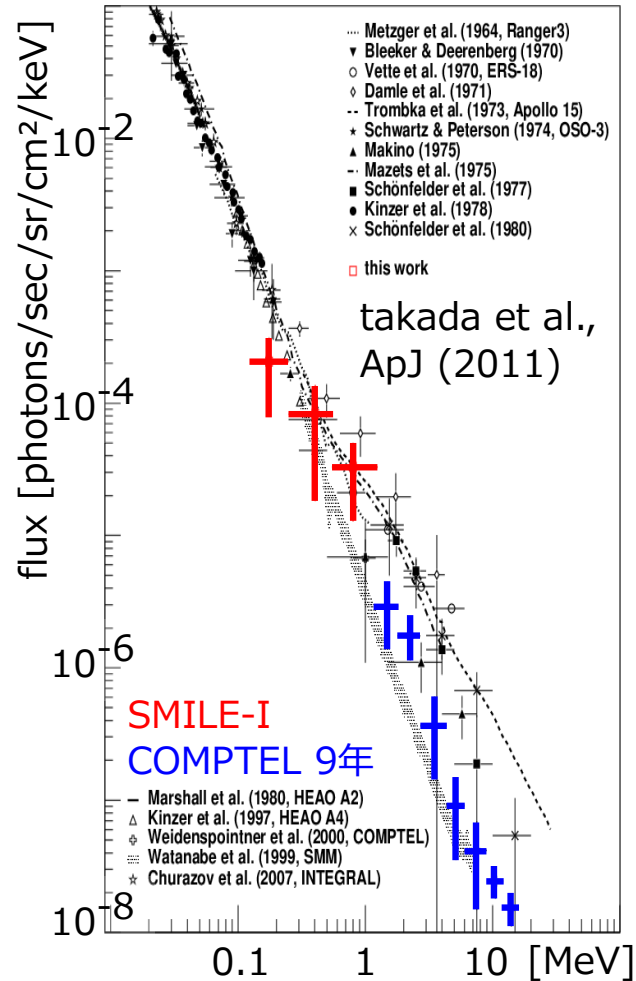 Metzger et al. (1964, Ranger3)
Bleeker & Deerenberg (1970)
Vette et al. (1970, ERS-18)
Damle et al. (1971)
Trombka et al. (1973, Apollo 15)
Schwartz & Peterson (1974, OSO-3)
Makino (1975)
Mazets et al. (1975)
Schönfelder et al. (1977)
Kinzer et al. (1978)
Schönfelder et al. (1980)
this work
takada et al.,
ApJ (2011)
flux [photons/sec/sr/cm²/keV]
10⁻²
10⁻⁴
10⁻⁶
10⁻⁸
SMILE-I
COMPTEL 9年
Marshall et al. (1980, HEAO A2)
Kinzer et al. (1997, HEAO A4)
Weidenspointner et al. (2000, COMPTEL)
Watanabe et al. (1999, SMM)
Churazov et al. (2007, INTEGRAL)
0.1 1 10 [MeV]